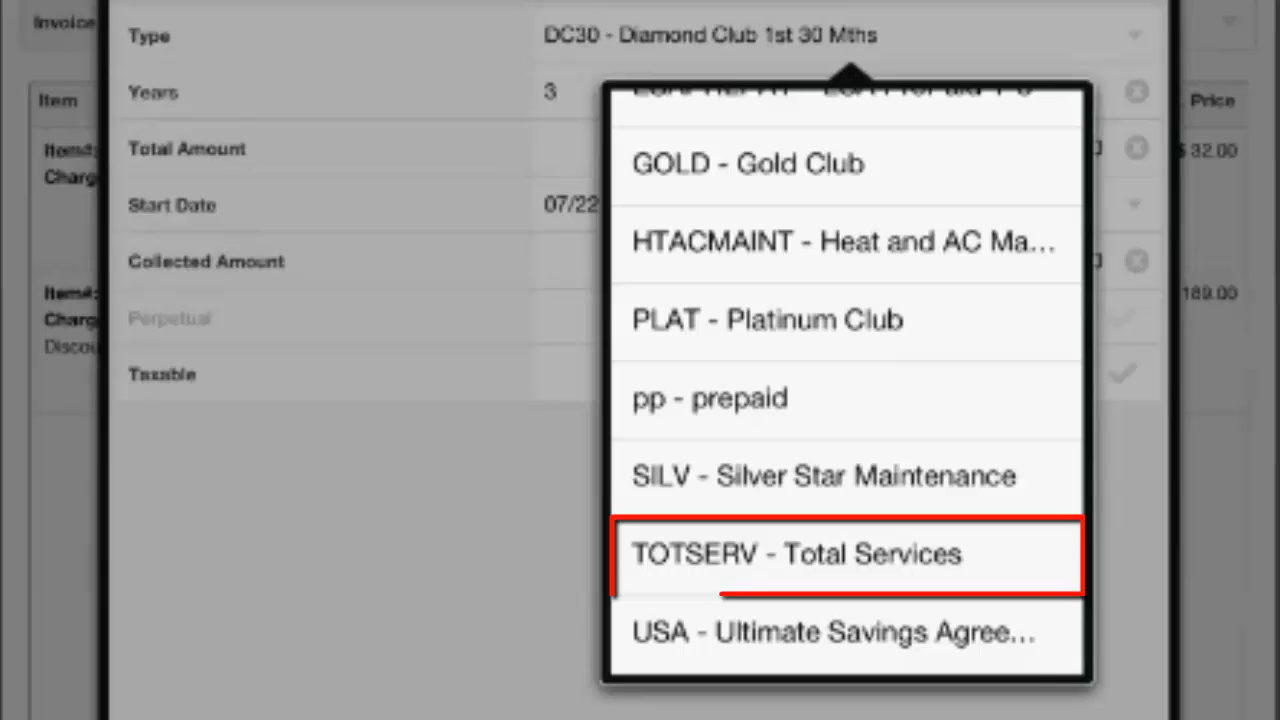 Invoice
Type
DC30 - Diamond Club 1st 30 Mths
Years
3
Item
Price
Total Amount
Item#:
Charg
$ 32.00
GOLD - Gold Club
Start Date
07/22
HTACMAINT - Heat and AC Ma...
Collected Amount
Item#:
Charg
Discou
189.00
Perpetual
PLAT - Platinum Club
Taxable
pp - prepaid
SILV - Silver Star Maintenance
TOTSERV - Total Services
USA - Ultimate Savings Agree...